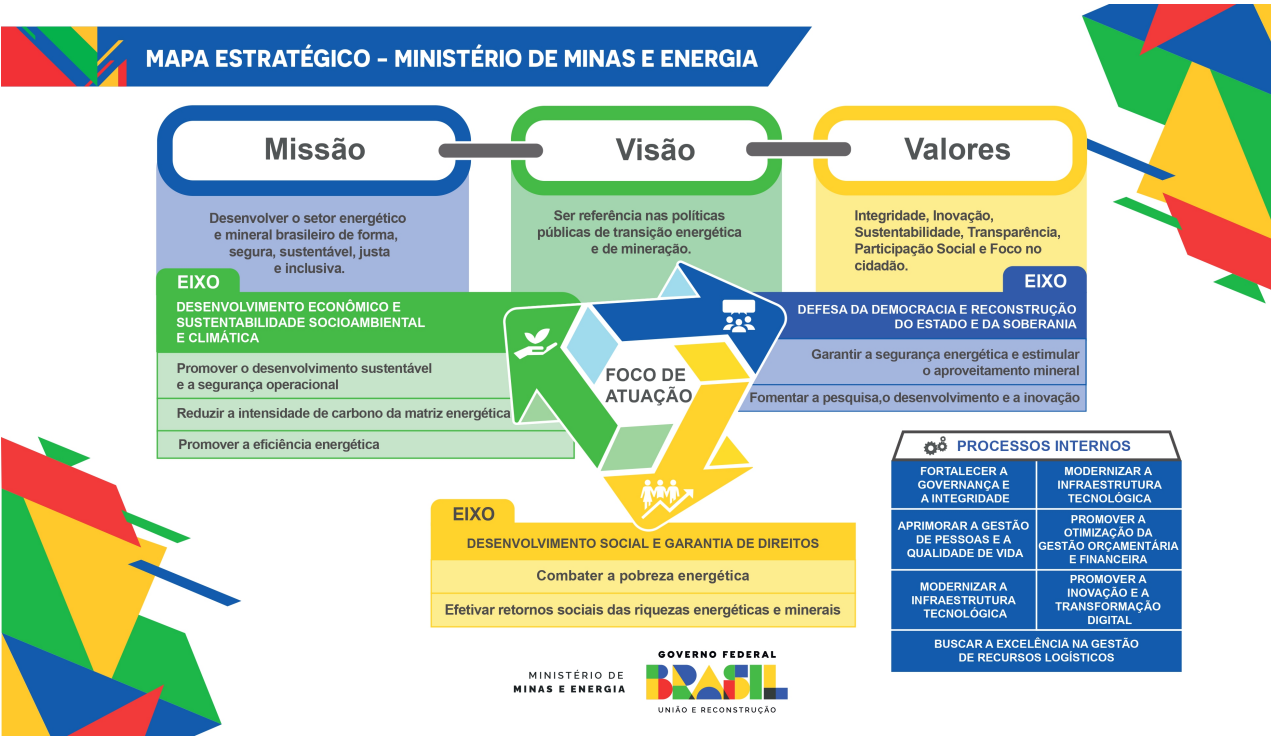 MAPA ESTRATÉGICO – MINISTÉRIO DE MINAS E ENERGIA
Missão
Desenvolver o setor energético
e mineral brasileiro de forma,
segura, sustentável, justa
e inclusiva.
Visão
Ser referência nas políticas
públicas de transição energética
e de mineração.
Valores
Integridade, Inovação,
Sustentabilidade, Transparência,
Participação Social e Foco no
cidadão.
EIXO
DESENVOLVIMENTO ECONÔMICO E
SUSTENTABILIDADE SOCIOAMBIENTAL
E CLIMÁTICA
Promover o desenvolvimento sustentável
e a segurança operacional
Reduzir a intensidade de carbono da matriz energética
Promover a eficiência energética
FOCO DE
ATUAÇÃO
EIXO
DEFESA DA DEMOCRACIA E RECONSTRUÇÃO
DO ESTADO E DA SOBERANIA
Garantir a segurança energética e estimular
o aproveitamento mineral
Fomentar a pesquisa,o desenvolvimento e a inovação
EIXO
DESENVOLVIMENTO SOCIAL E GARANTIA DE DIREITOS
Combater a pobreza energética
Efetivar retornos sociais das riquezas energéticas e minerais
PROCESSOS INTERNOS
FORTALECER A
GOVERNANÇA E
A INTEGRIDADE
MODERNIZAR A
INFRAESTRUTURA
TECNOLÓGICA
APRIMORAR A GESTÃO
DE PESSOAS E A
QUALIDADE DE VIDA
PROMOVER A
OTIMIZAÇÃO DA
GESTÃO ORÇAMENTÁRIA
E FINANCEIRA
MODERNIZAR A
INFRAESTRUTURA
TECNOLÓGICA
PROMOVER A
INOVAÇÃO E A
TRANSFORMAÇÃO
DIGITAL
BUSCAR A EXCELÊNCIA NA GESTÃO
DE RECURSOS LOGÍSTICOS
MINISTÉRIO DE
MINAS E ENERGIA
GOVERNO FEDERAL
BRASIL
UNIÃO E RECONSTRUÇÃO